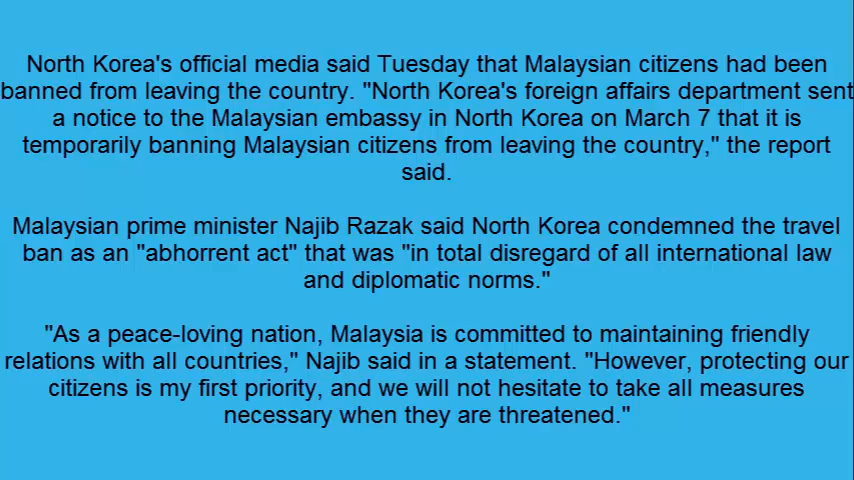 North Korea's official media said Tuesday that Malaysian citizens had been
banned from leaving the country. "North Korea's foreign affairs department sent
a notice to the Malaysian embassy in North Korea on March 7 that it is
temporarily banning Malaysian citizens from leaving the country," the report
said.
Malaysian prime minister Najib Razak said North Korea condemned the travel
ban as an "abhorrent act" that was "in total disregard of all international law
and diplomatic norms."
"As a peace-loving nation, Malaysia is committed to maintaining friendly
relations with all countries," Najib said in a statement. "However, protecting our
citizens is my first priority, and we will not hesitate to take all measures
necessary when they are threatened."